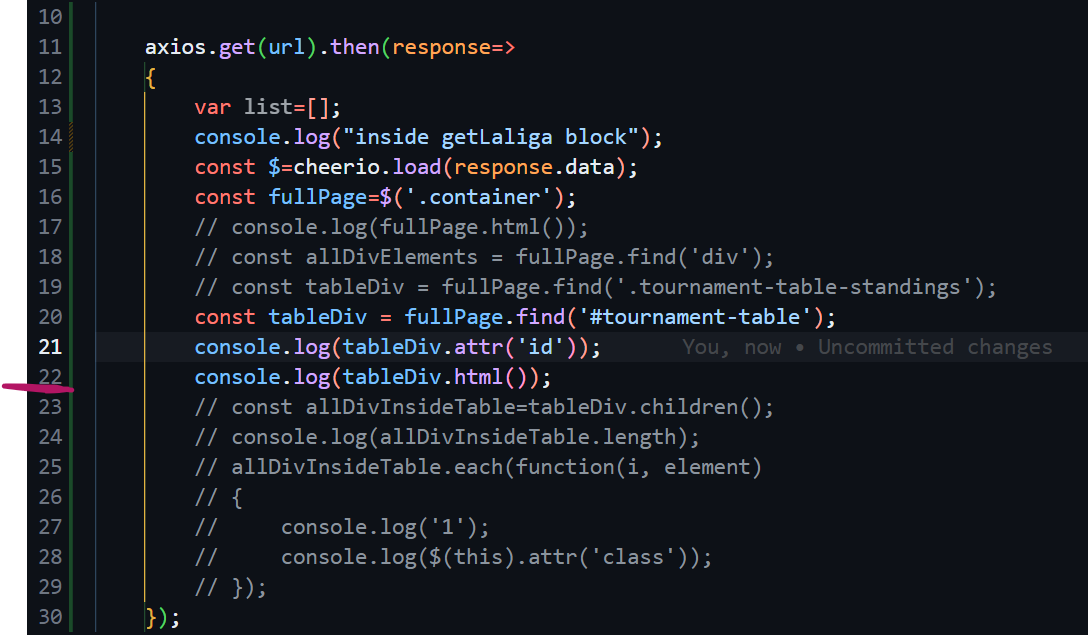 10
11 axios.get(url).then(response=>
12 {
13 var list=[];
14 console.log("inside getLaliga block");
15 const $=cheerio.load(response.data);
16 const fullPage=$('.container');
17 // console.log(fullPage.html());
18 // const allDivElements = fullPage.find('div');
19 // const tableDiv = fullPage.find('.tournament-table-standings');
20 const tableDiv = fullPage.find('#tournament-table');
21 console.log(tableDiv.attr('id')); You, now • Uncommitted changes
22 console.log(tableDiv.html());
23 // const allDivInsideTable=tableDiv.children();
24 // console.log(allDivInsideTable.length);
25 // allDivInsideTable.each(function(i, element)
26 // {
27 // console.log('1');
28 // console.log($(this).attr('class'));
29 // });
30 });